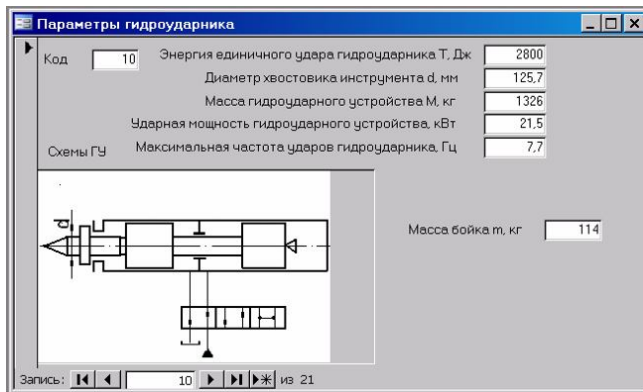 Параметры гидроударника
Код 10
Энергия единичного удара гидроударника Т, Дж 2800
Диаметр хвостовика инструмента d, мм 125,7
Масса гидроударного устройства М, кг 1326
Ударная мощность гидроударного устройства, кВт 21,5
Схемы ГУ
Максимальная частота ударов гидроударника, Гц 7,7
d
Масса бойка m, кг 114
Запись: 10 из 21